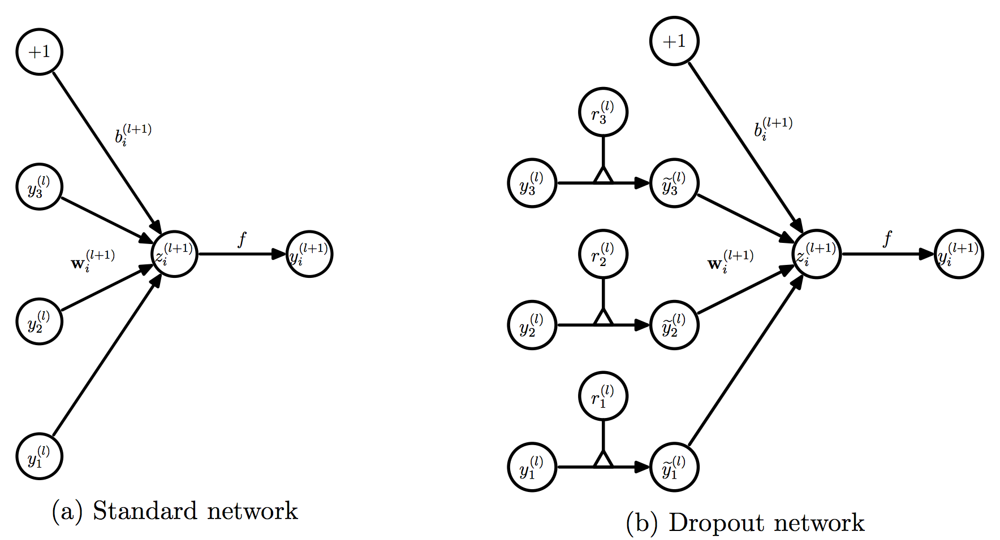 +1
b_i^{(l+1)}
y_3^{(l)}
w_i^{(l+1)}
z_i^{(l+1)}
f
y_i^{(l+1)}
y_2^{(l)}
y_1^{(l)}
(a) Standard network
+1
r_3^{(l)}
b_i^{(l+1)}
y_3^{(l)}
ỹ_3^{(l)}
r_2^{(l)}
w_i^{(l+1)}
z_i^{(l+1)}
f
y_i^{(l+1)}
y_2^{(l)}
ỹ_2^{(l)}
r_1^{(l)}
y_1^{(l)}
ỹ_1^{(l)}
(b) Dropout network